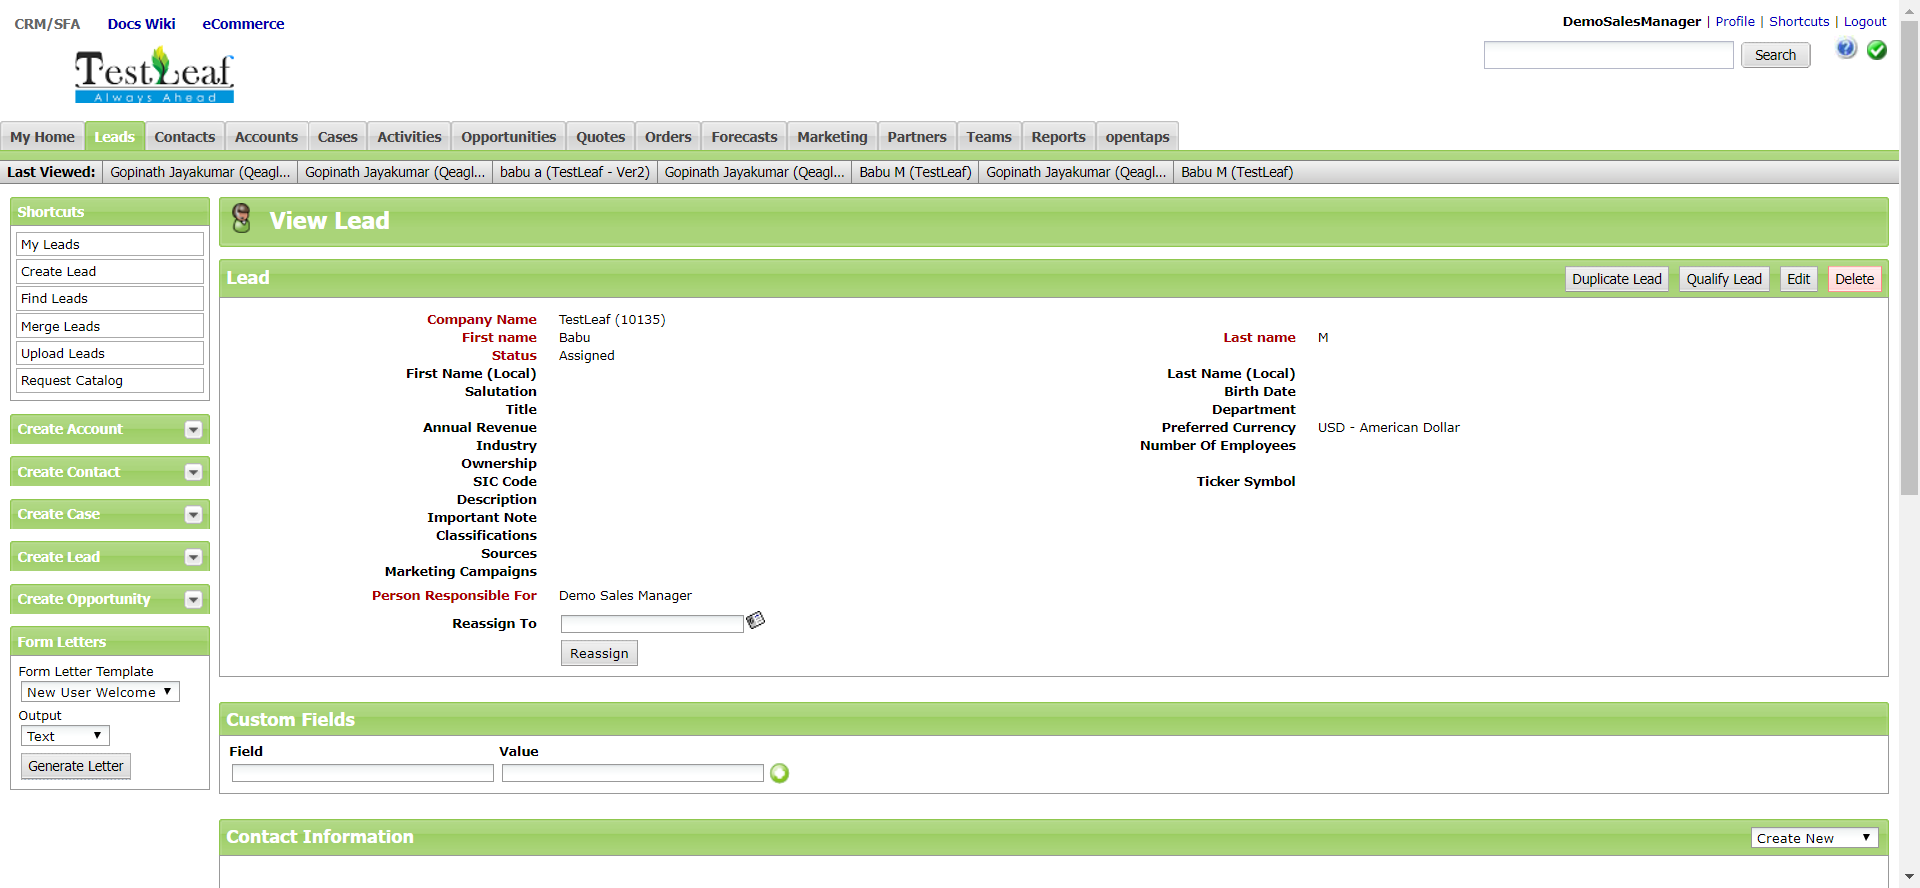 CRM/SFA Docs Wiki eCommerce
DemoSalesManager | Profile | Shortcuts | Logout
TestLeaf
Always Ahead
Search
My Home Leads Contacts Accounts Cases Activities Opportunities Quotes Orders Forecasts Marketing Partners Teams Reports opentaps
Last Viewed: Gopinath Jayakumar (Qeagl... Gopinath Jayakumar (Qeagl... babu a (TestLeaf - Ver2) Gopinath Jayakumar (Qeagl... Babu M (TestLeaf) Gopinath Jayakumar (Qeagl... Babu M (TestLeaf)
Shortcuts
My Leads
Create Lead
Find Leads
Merge Leads
Upload Leads
Request Catalog
Create Account
Create Contact
Create Case
Create Lead
Create Opportunity
Form Letters
Form Letter Template
New User Welcome
Output
Text
Generate Letter
View Lead
Lead Duplicate Lead Qualify Lead Edit Delete
Company Name TestLeaf (10135)
First name Babu Last name M
Status Assigned
First Name (Local) Last Name (Local)
Salutation Birth Date
Title Department
Annual Revenue Preferred Currency USD - American Dollar
Industry Number Of Employees
Ownership
SIC Code Ticker Symbol
Description
Important Note
Classifications
Sources
Marketing Campaigns
Person Responsible For Demo Sales Manager
Reassign To
Reassign
Custom Fields
Field Value
Contact Information Create New